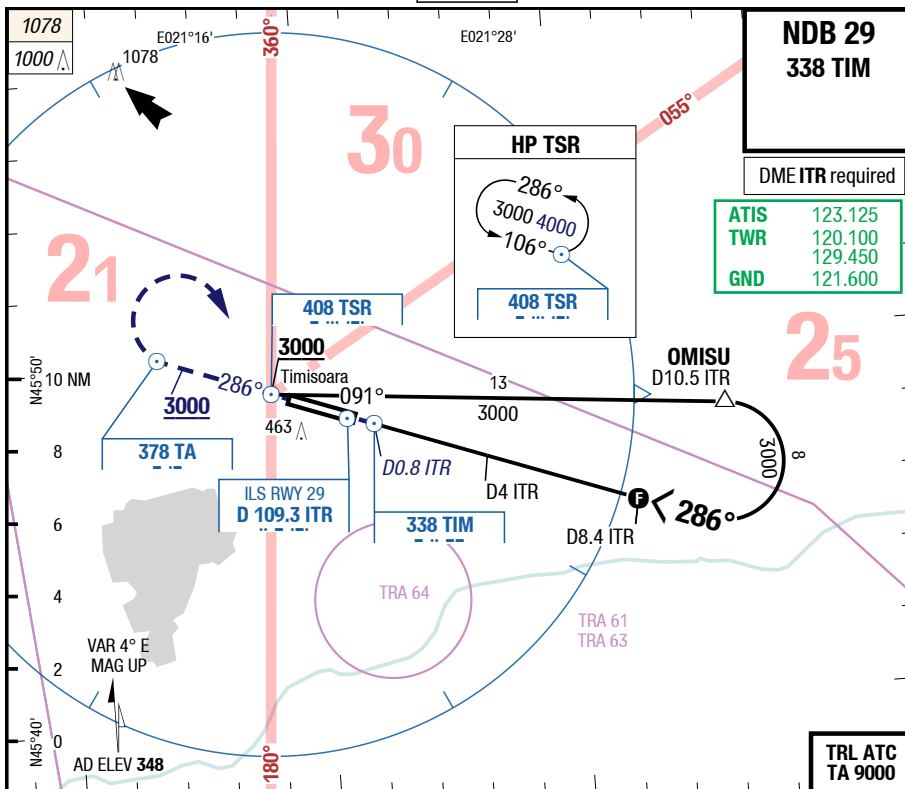 1078
1000
1078
E021°16'
360°
E021°28'
NDB 29
338 TIM
055°
30
HP TSR
286°
3000 4000
106°
408 TSR
DME ITR required
ATIS 123.125
TWR 120.100
129.450
GND 121.600
21
25
408 TSR
3000
Timisoara
OMISU
D10.5 ITR
N45°50'
10 NM
286°
091°
13
3000
3000
463
378 TA
D0.8 ITR
3000
8
8
ILS RWY 29
D 109.3 ITR
D4 ITR
338 TIM
F
< 286°
D8.4 ITR
6
TRA 64
4
TRA 61
TRA 63
VAR 4° E
MAG UP
2
N45°40'
0
AD ELEV 348
180°
TRL ATC
TA 9000